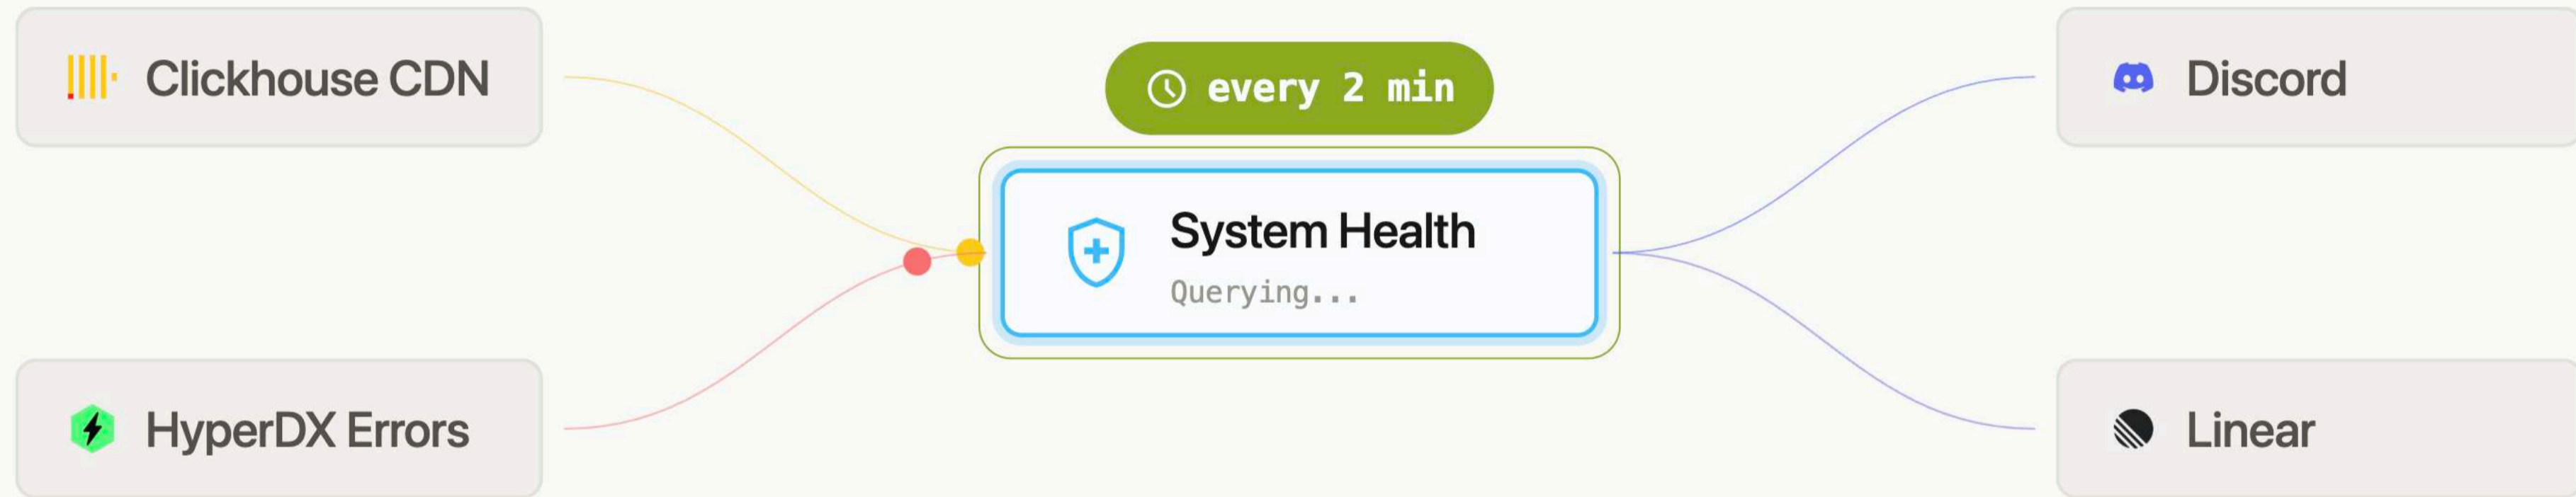 Clickhouse CDN
every 2 min
Discord
System Health
Querying...
HyperDX Errors
Linear